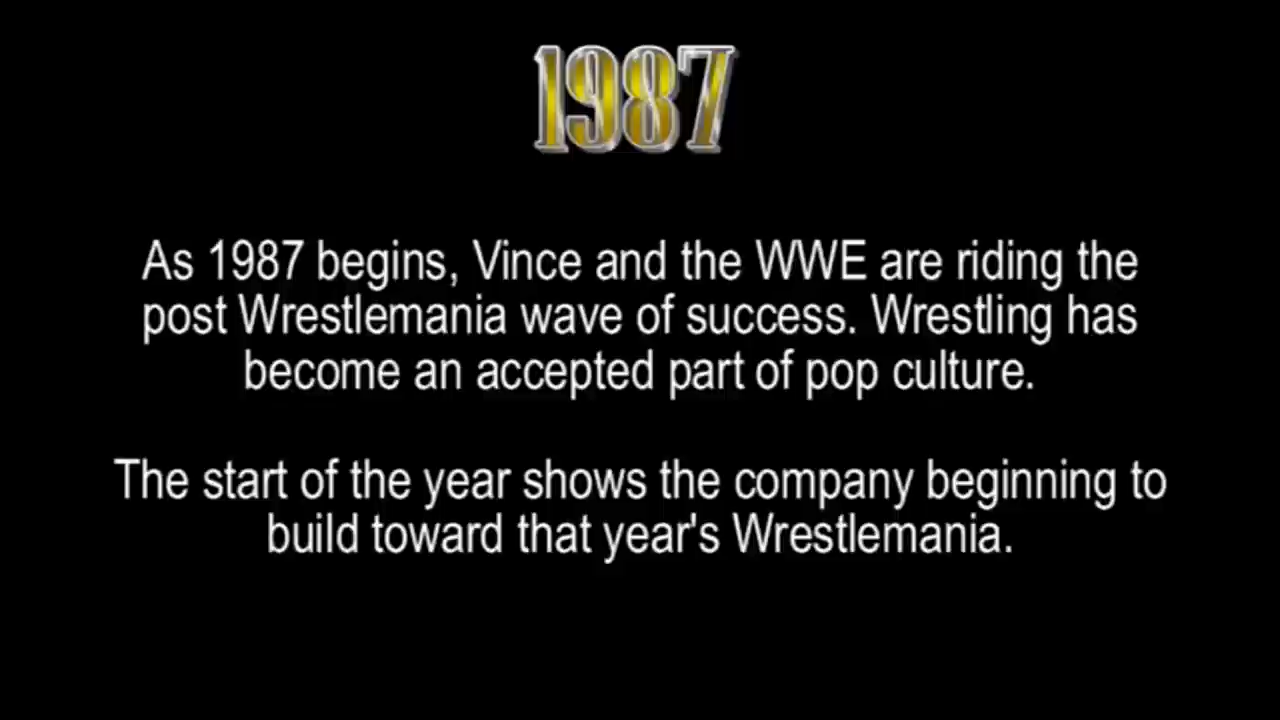 1987
As 1987 begins, Vince and the WWE are riding the
post Wrestlemania wave of success. Wrestling has
become an accepted part of pop culture.
The start of the year shows the company beginning to
build toward that year's Wrestlemania.